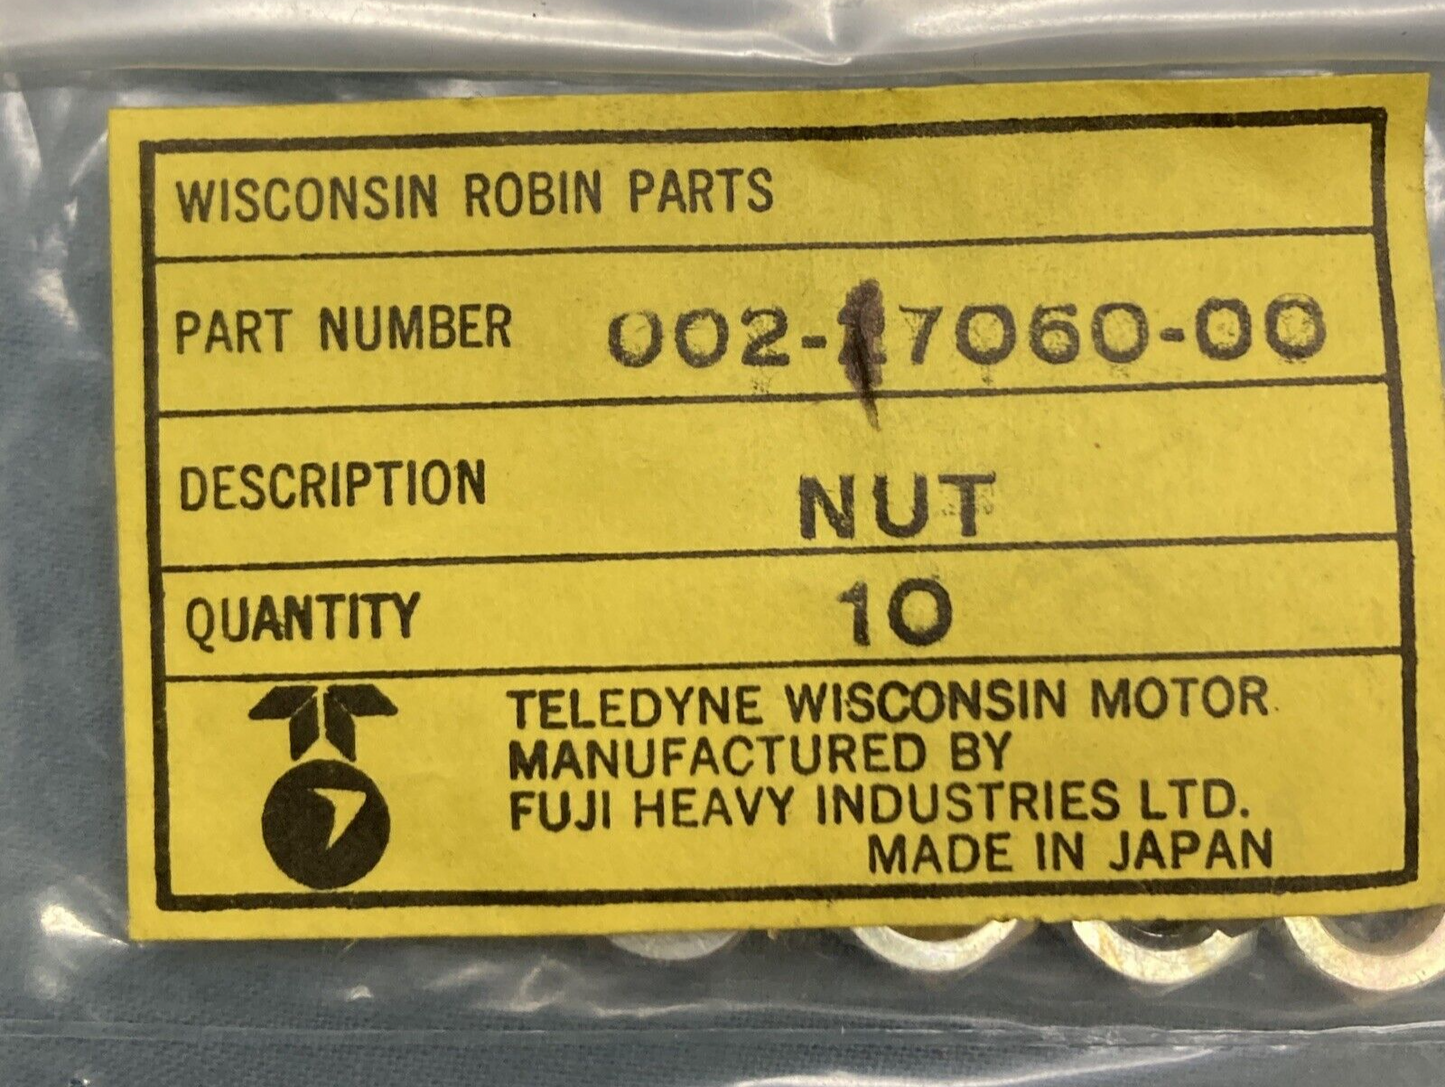 WISCONSIN ROBIN PARTS
PART NUMBER 002-17060-00
DESCRIPTION NUT
QUANTITY 10
TELEDYNE WISCONSIN MOTOR
MANUFACTURED BY
FUJI HEAVY INDUSTRIES LTD.
MADE IN JAPAN